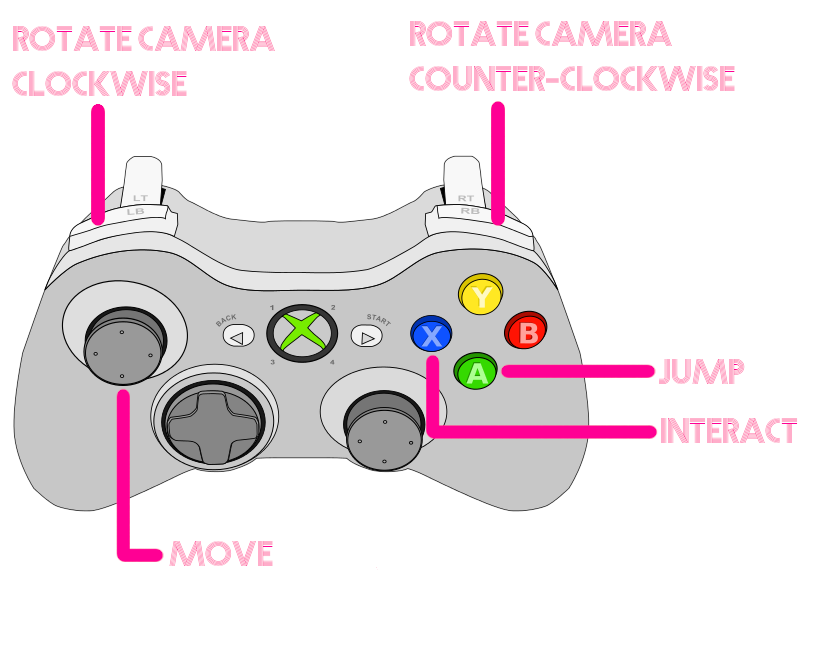 ROTATE CAMERA
CLOCKWISE
ROTATE CAMERA
COUNTER-CLOCKWISE
LT
LB
RT
RB
1
2
BACK
START
3
4
Y
X
B
A
JUMP
INTERACT
MOVE